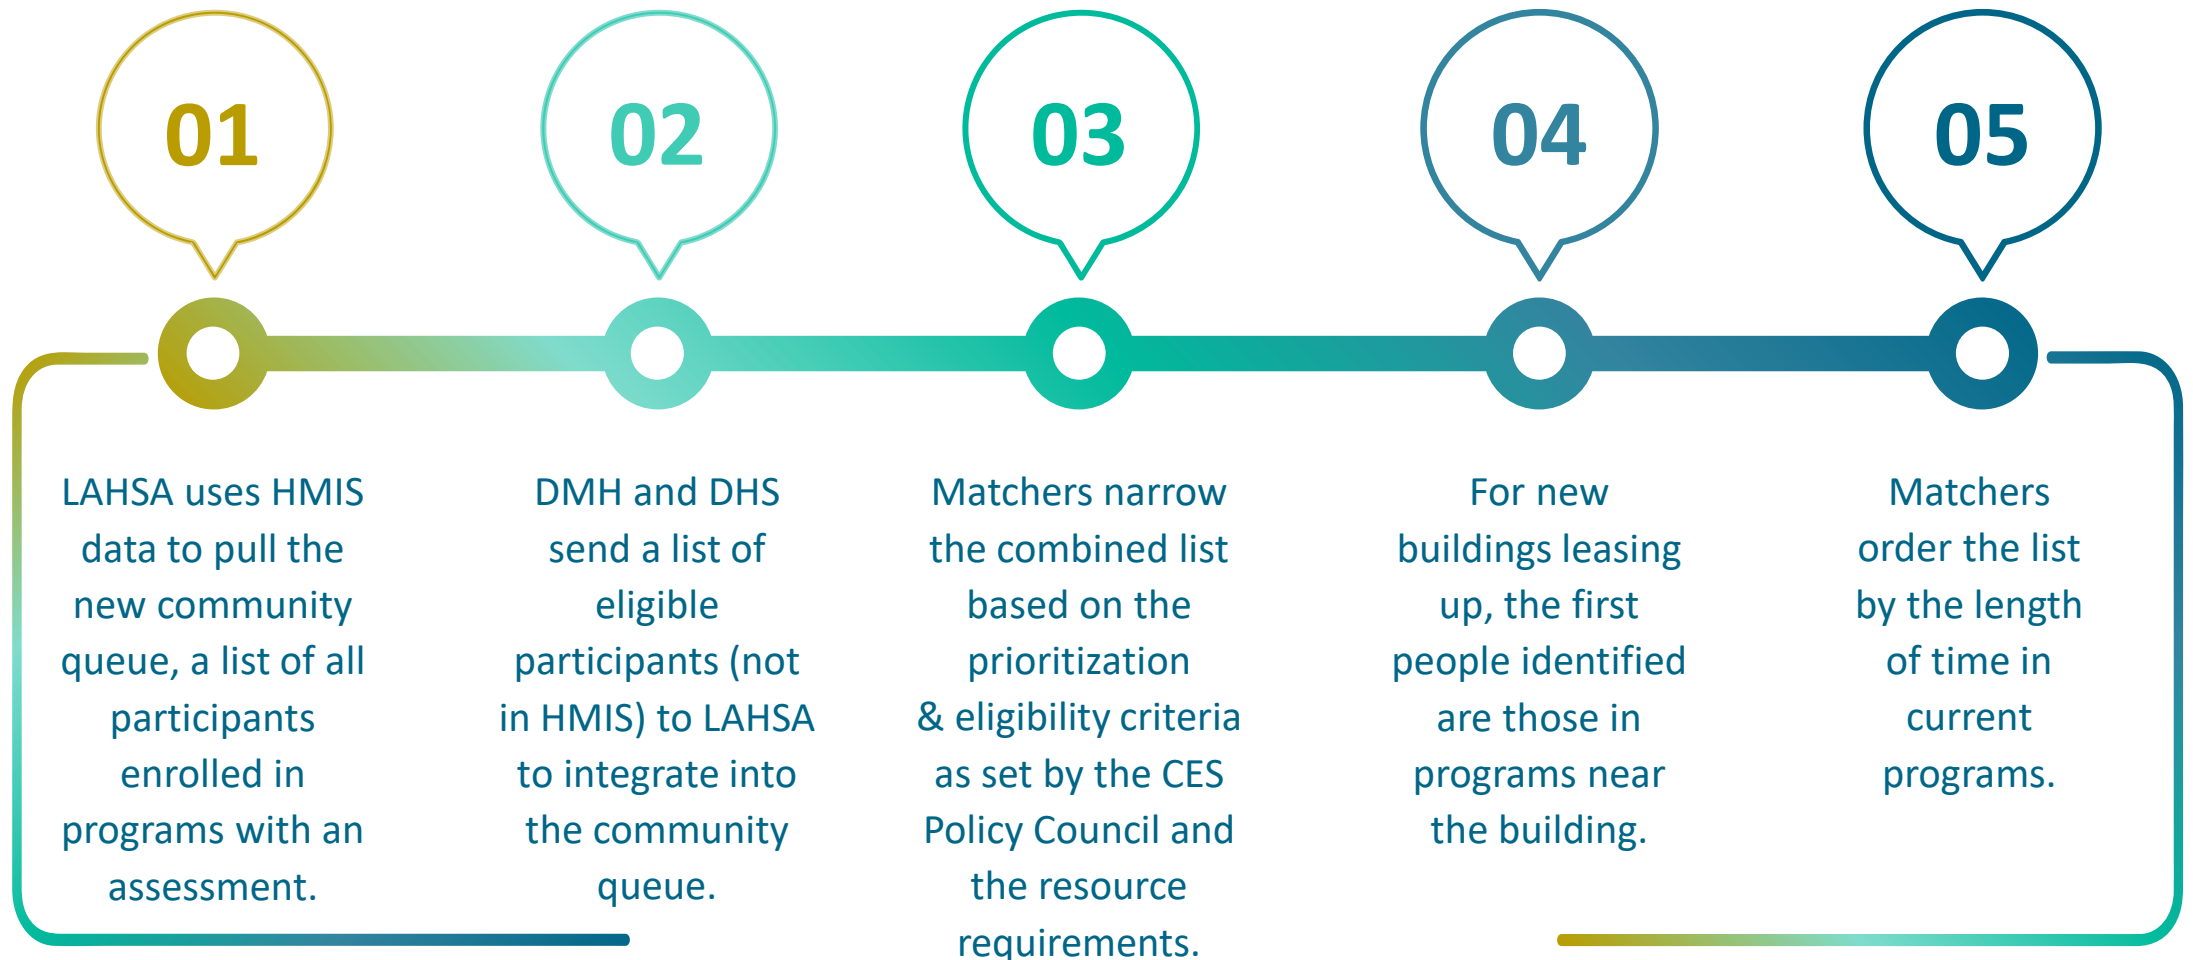 01
LAHSA uses HMIS
data to pull the
new community
queue, a list of all
participants
enrolled in
programs with an
assessment.
02
DMH and DHS
send a list of
eligible
participants (not
in HMIS) to LAHSA
to integrate into
the community
queue.
03
Matchers narrow
the combined list
based on the
prioritization
& eligibility criteria
as set by the CES
Policy Council and
the resource
requirements.
04
For new
buildings leasing
up, the first
people identified
are those in
programs near
the building.
05
Matchers
order the list
by the length
of time in
current
programs.